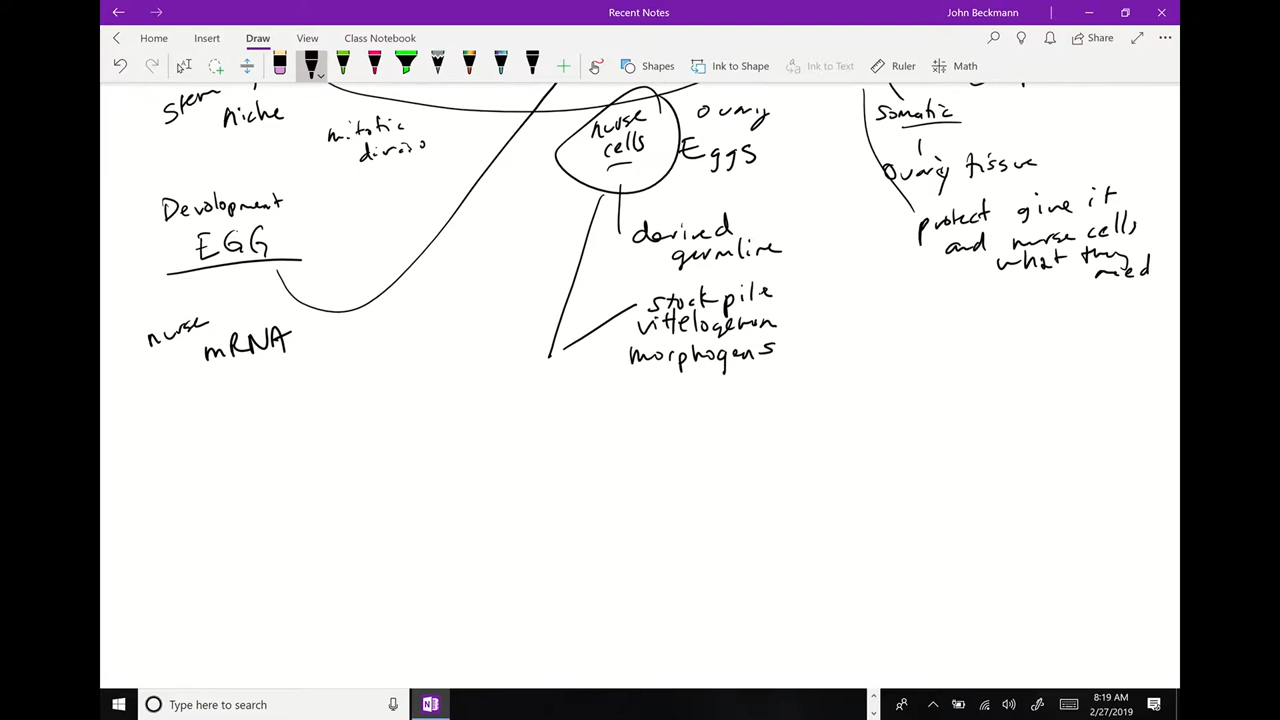 Recent Notes
John Beckmann
Home Insert Draw View Class Notebook
Share
Shapes
Ink to Shape
Ink to Text
Ruler
Math
stem
niche
mitotic
divisio
nurse
cells
ovary
Eggs
somatic
ovary tissue
protect give it
and nurse cells
what they
need
Development
EGG
derived
germline
nurse
mRNA
stockpile
vittelogenun
morphogens
Type here to search
8:19 AM
2/27/2019